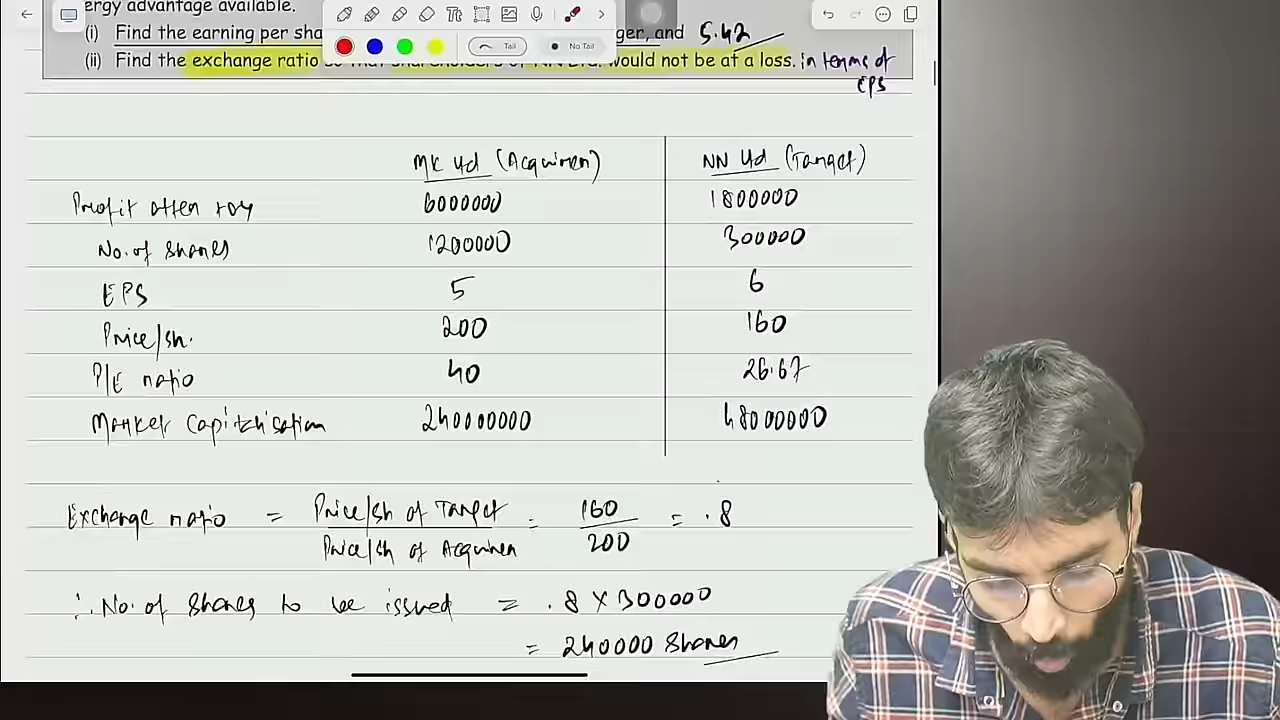 ergy advantage available.
(i) Find the earning per sha ger, and 5.42
(ii) Find the exchange ratio would not be at a loss. in terms of
EPS
Tail
No Tail
MK Ltd (Acquirer) NN Ltd (Target)
Profit after tax 6000000 1800000
No. of shares 1200000 300000
EPS 5 6
Price/sh. 200 160
P/E ratio 40 26.67
Market Capitalisation 240000000 48000000
Exchange ratio = Price/sh of Target = 160 = .8
Price/sh of Acquirer 200
∴ No. of shares to be issued = .8 × 300000
= 240000 Shares